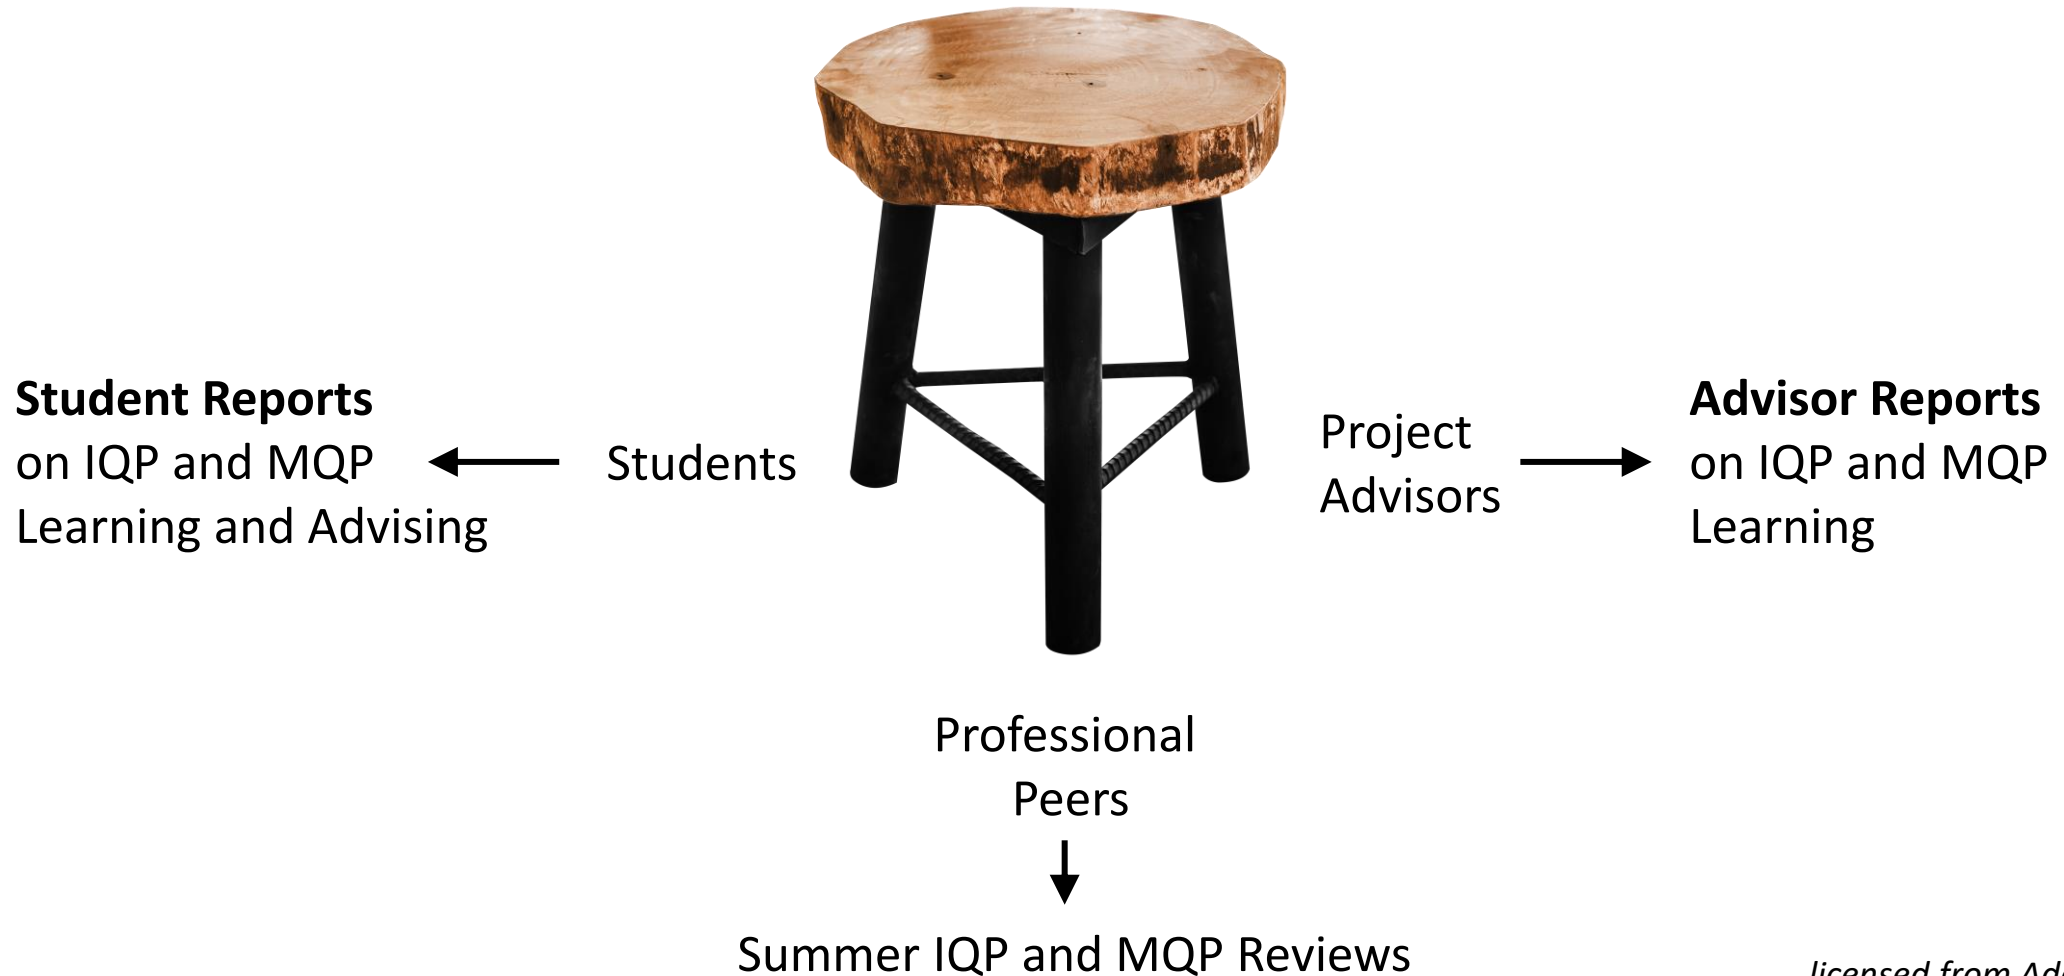 Student Reports
on IQP and MQP
Learning and Advising
Students
Project
Advisors
Advisor Reports
on IQP and MQP
Learning
Professional
Peers
Summer IQP and MQP Reviews
licensed from